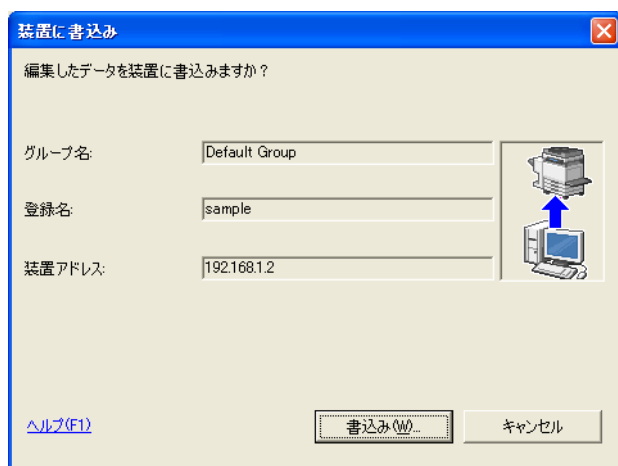 装置に書込み
編集したデータを装置に書込みますか？
グループ名: Default Group
登録名: sample
装置アドレス: 192.168.1.2
ヘルプ(F1) 書込み(W)... キャンセル